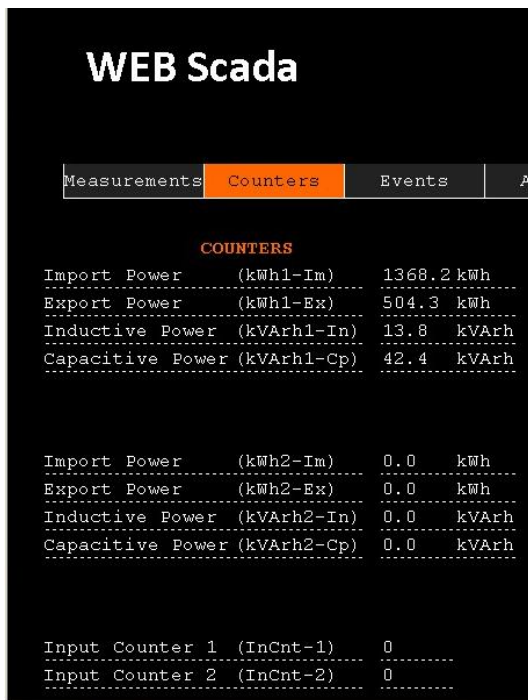 WEB Scada
Measurements Counters Events A
COUNTERS
Import Power (kWh1-Im) 1368.2 kWh
Export Power (kWh1-Ex) 504.3 kWh
Inductive Power (kVArh1-In) 13.8 kVArh
Capacitive Power (kVArh1-Cp) 42.4 kVArh
Import Power (kWh2-Im) 0.0 kWh
Export Power (kWh2-Ex) 0.0 kWh
Inductive Power (kVArh2-In) 0.0 kVArh
Capacitive Power (kVArh2-Cp) 0.0 kVArh
Input Counter 1 (InCnt-1) 0
Input Counter 2 (InCnt-2) 0